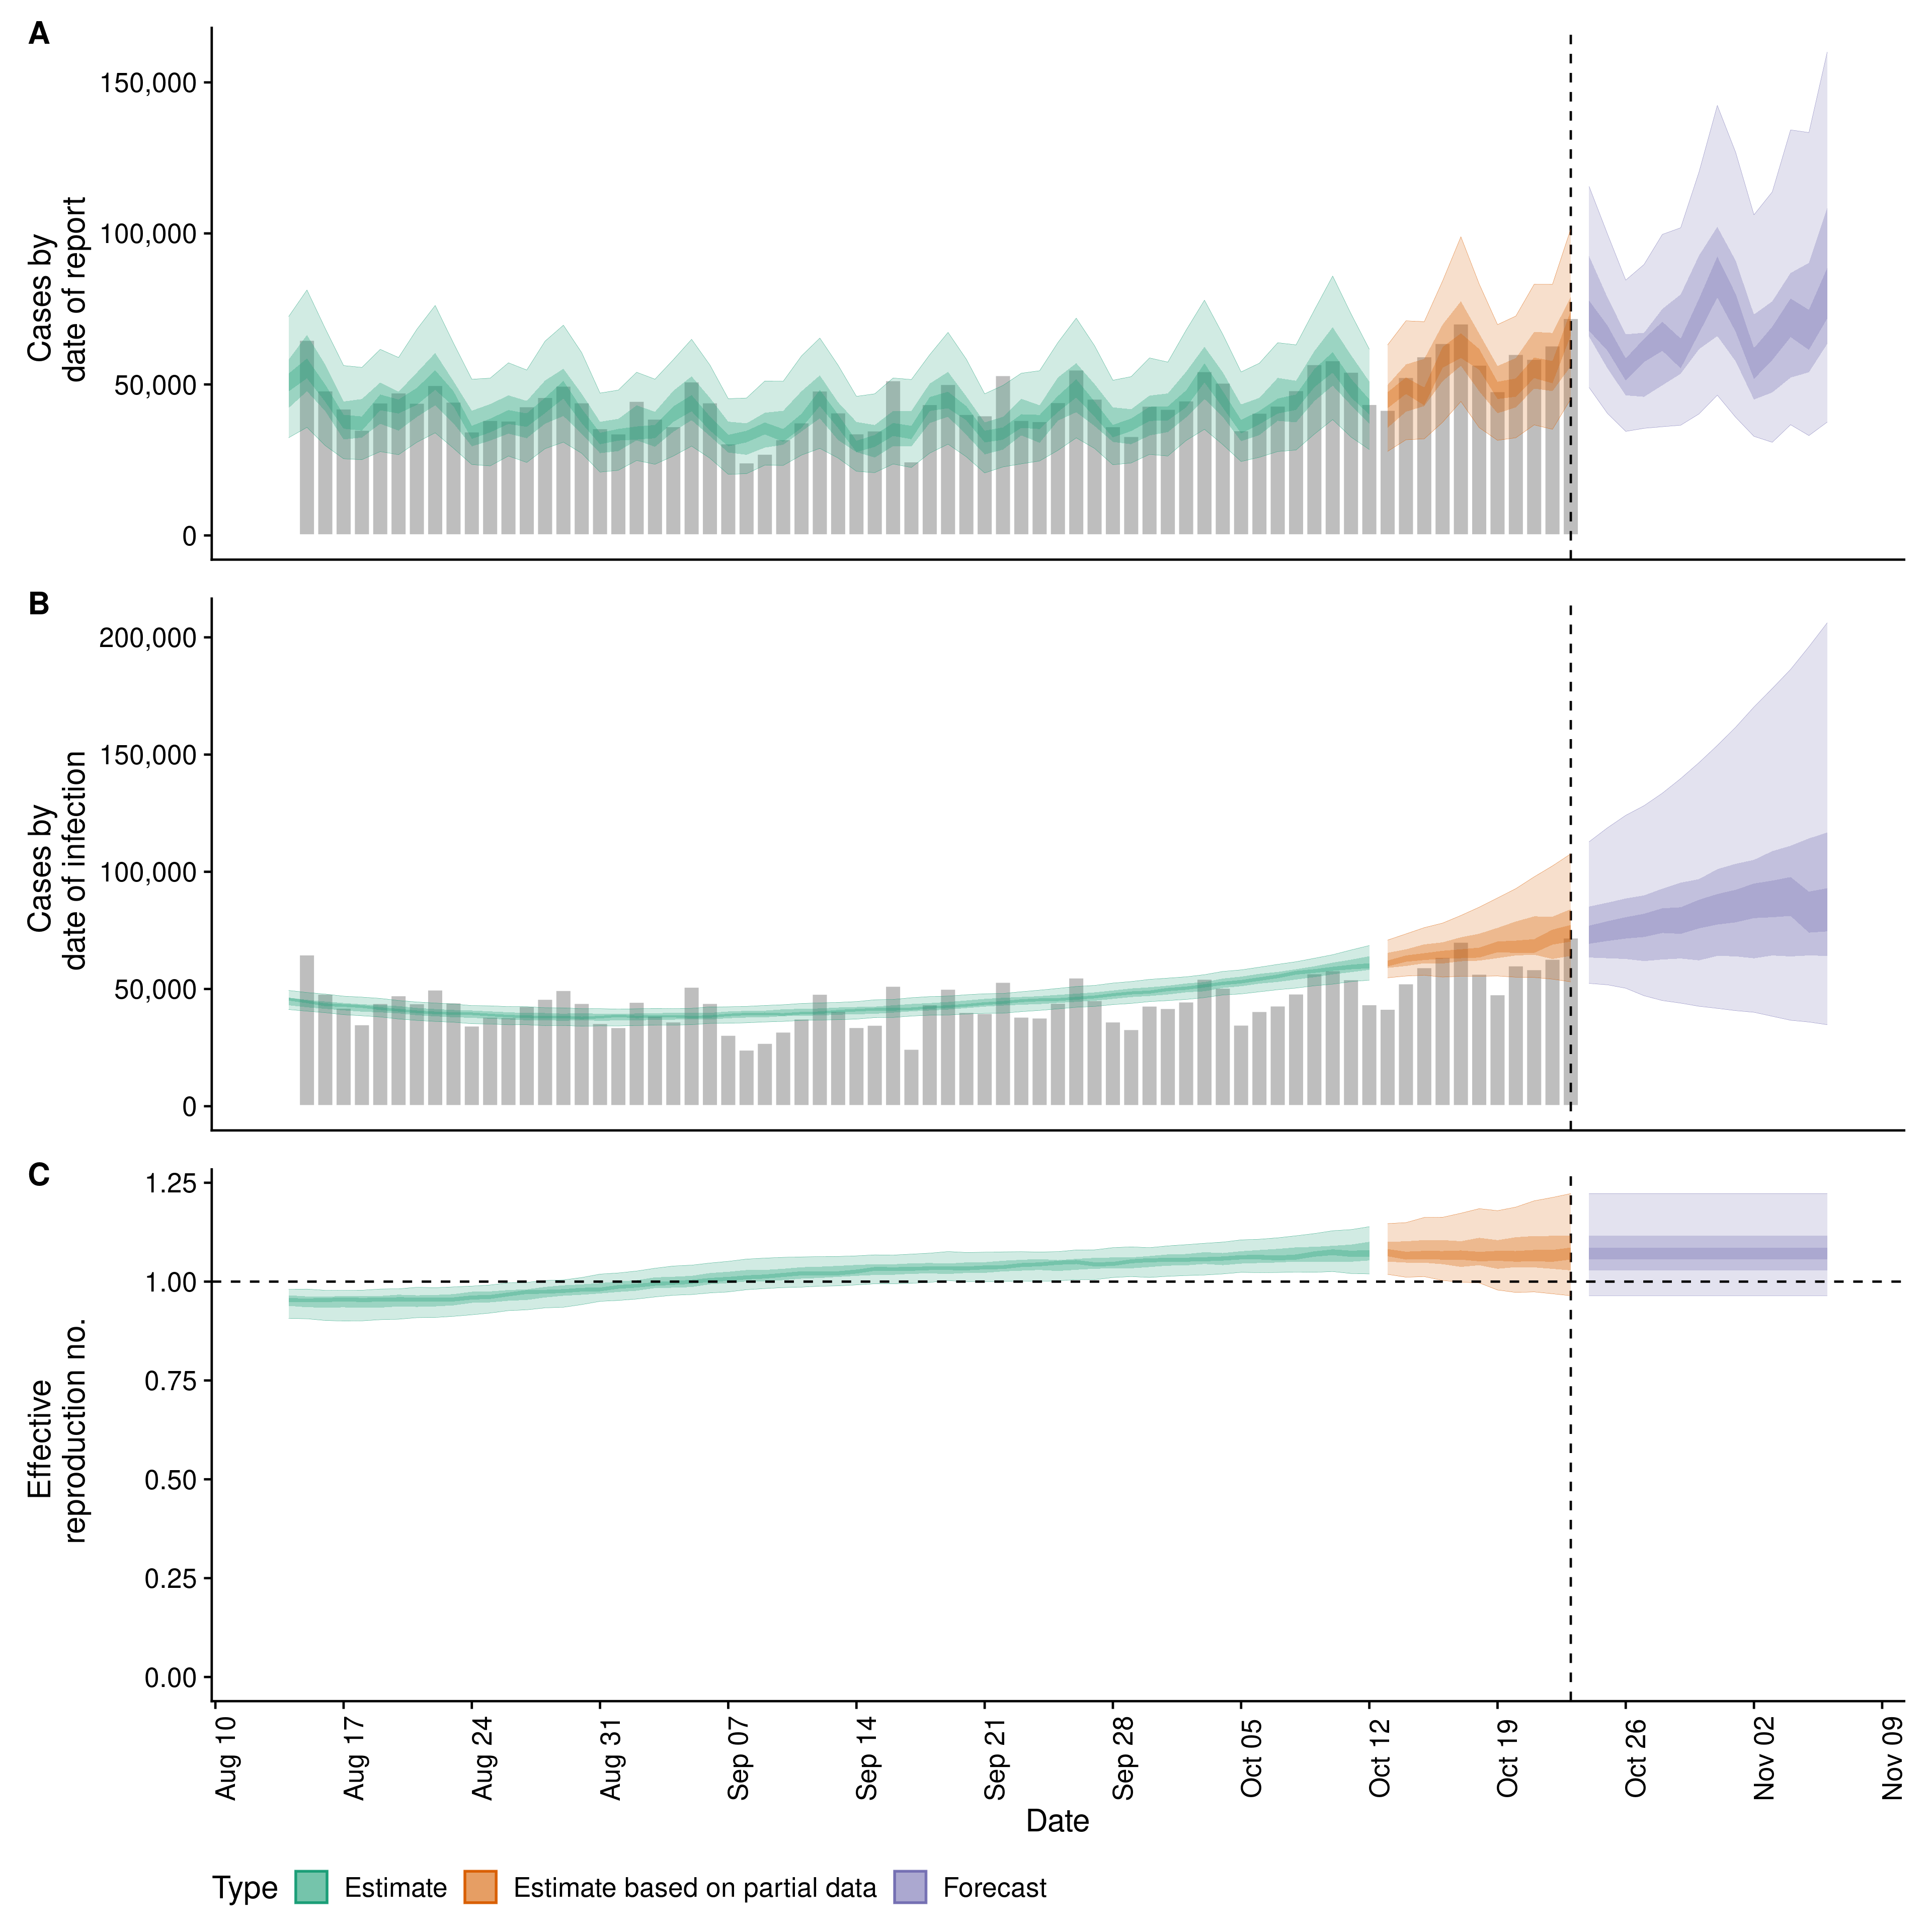 A
150,000
100,000
50,000
0
Cases by
date of report
B
200,000
150,000
100,000
50,000
0
Cases by
date of infection
C
1.25
1.00
0.75
0.50
0.25
0.00
Effective
reproduction no.
Aug 10
Aug 17
Aug 24
Aug 31
Sep 07
Sep 14
Sep 21
Sep 28
Oct 05
Oct 12
Oct 19
Oct 26
Nov 02
Nov 09
Date
Type Estimate Estimate based on partial data Forecast